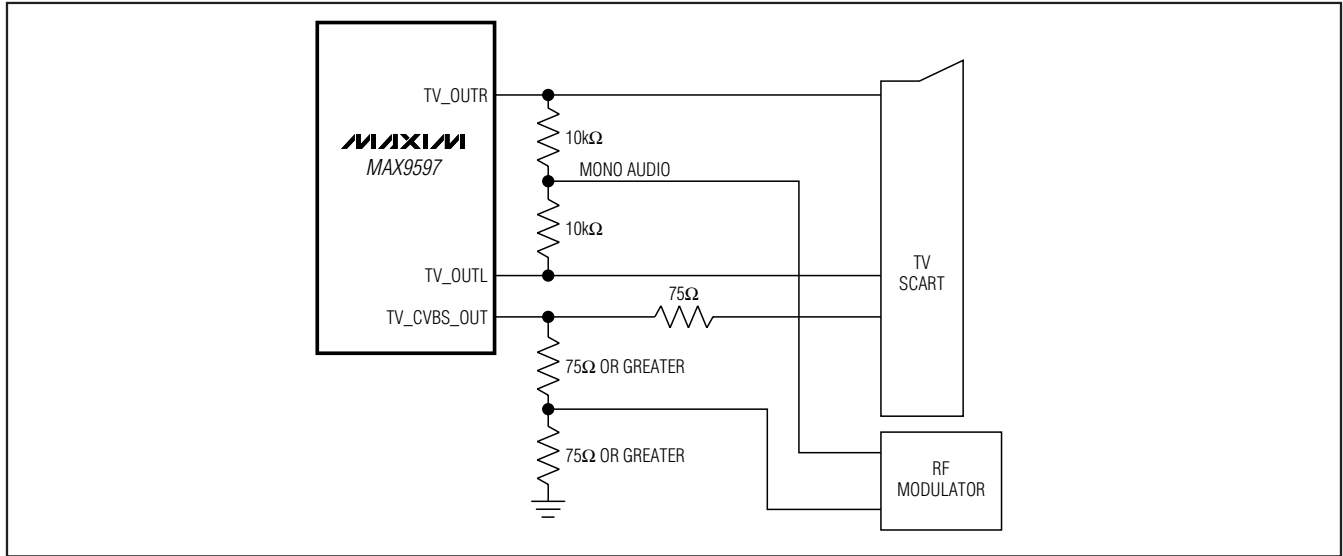 TV_OUTR
MAXIM
MAX9597
10kΩ
MONO AUDIO
10kΩ
TV_OUTL
TV_CVBS_OUT
75Ω
75Ω OR GREATER
75Ω OR GREATER
TV
SCART
RF
MODULATOR